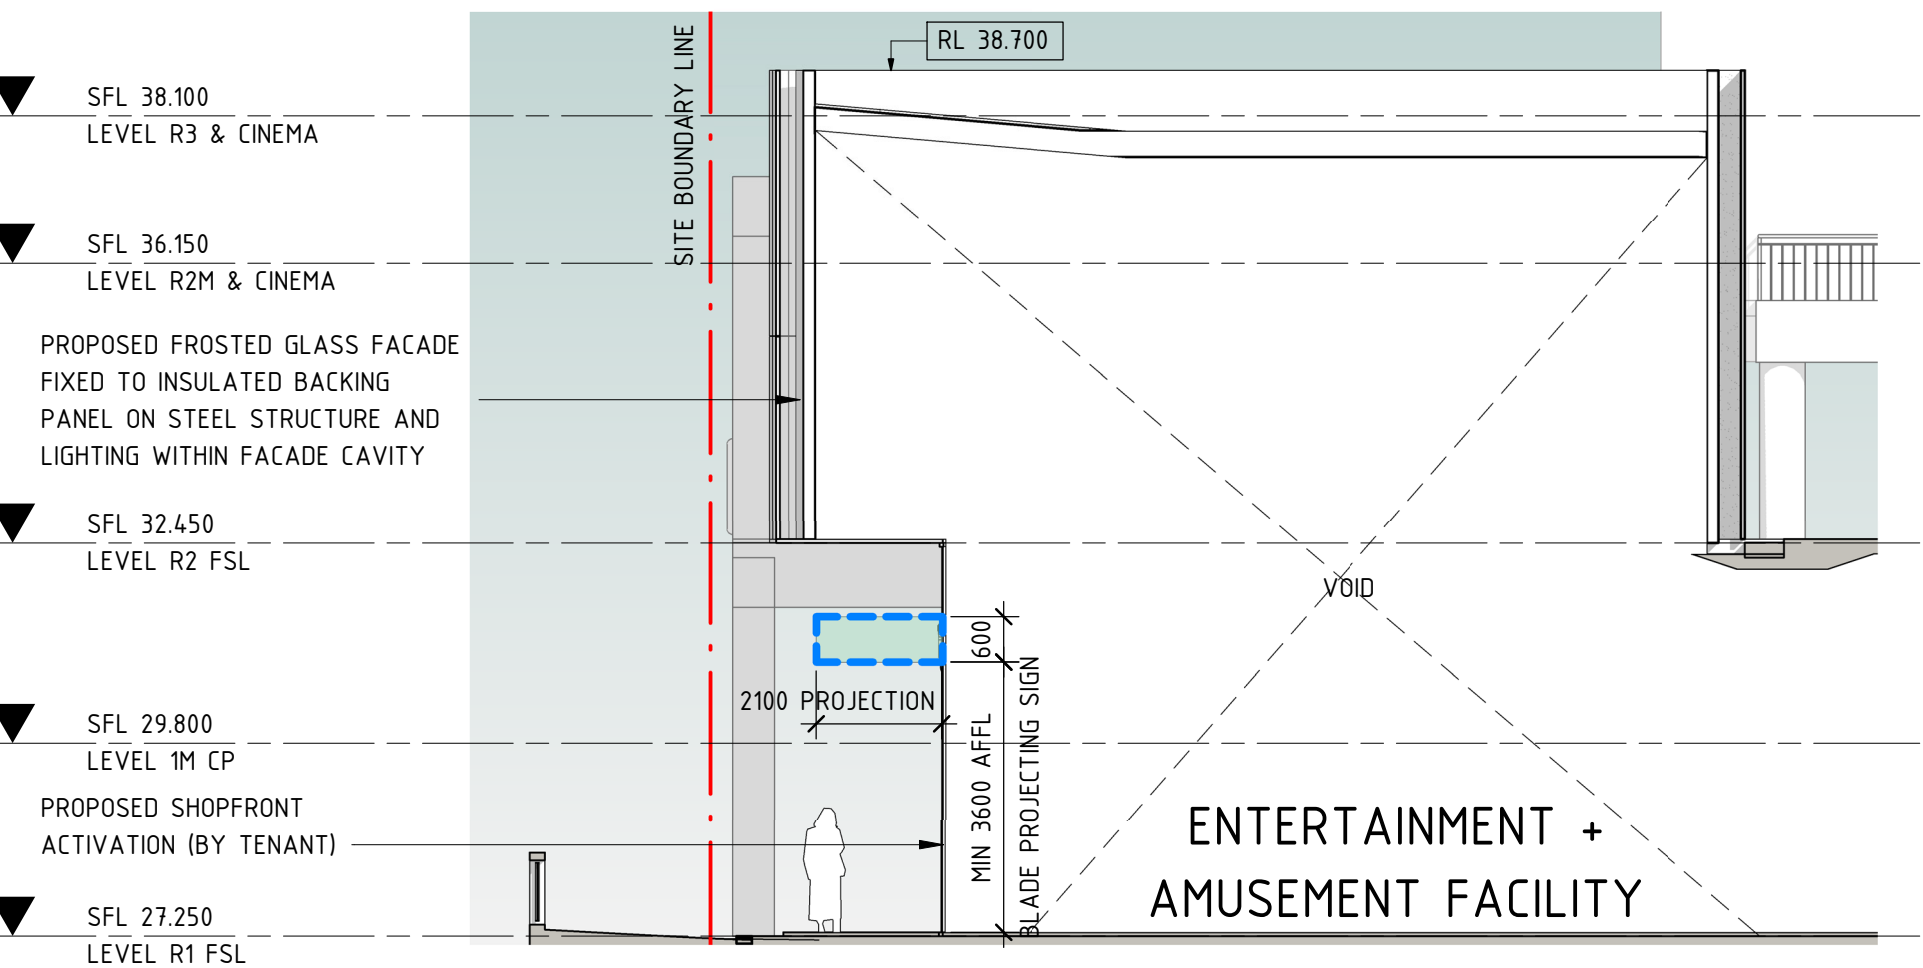 RL 38.700
SITE BOUNDARY LINE
SFL 38.100
LEVEL R3 & CINEMA
SFL 36.150
LEVEL R2M & CINEMA
PROPOSED FROSTED GLASS FACADE
FIXED TO INSULATED BACKING
PANEL ON STEEL STRUCTURE AND
LIGHTING WITHIN FACADE CAVITY
SFL 32.450
LEVEL R2 FSL
VOID
600
2100 PROJECTION
MIN 3600 AFFL
BLADE PROJECTING SIGN
SFL 29.800
LEVEL 1M CP
PROPOSED SHOPFRONT
ACTIVATION (BY TENANT)
ENTERTAINMENT +
AMUSEMENT FACILITY
SFL 27.250
LEVEL R1 FSL